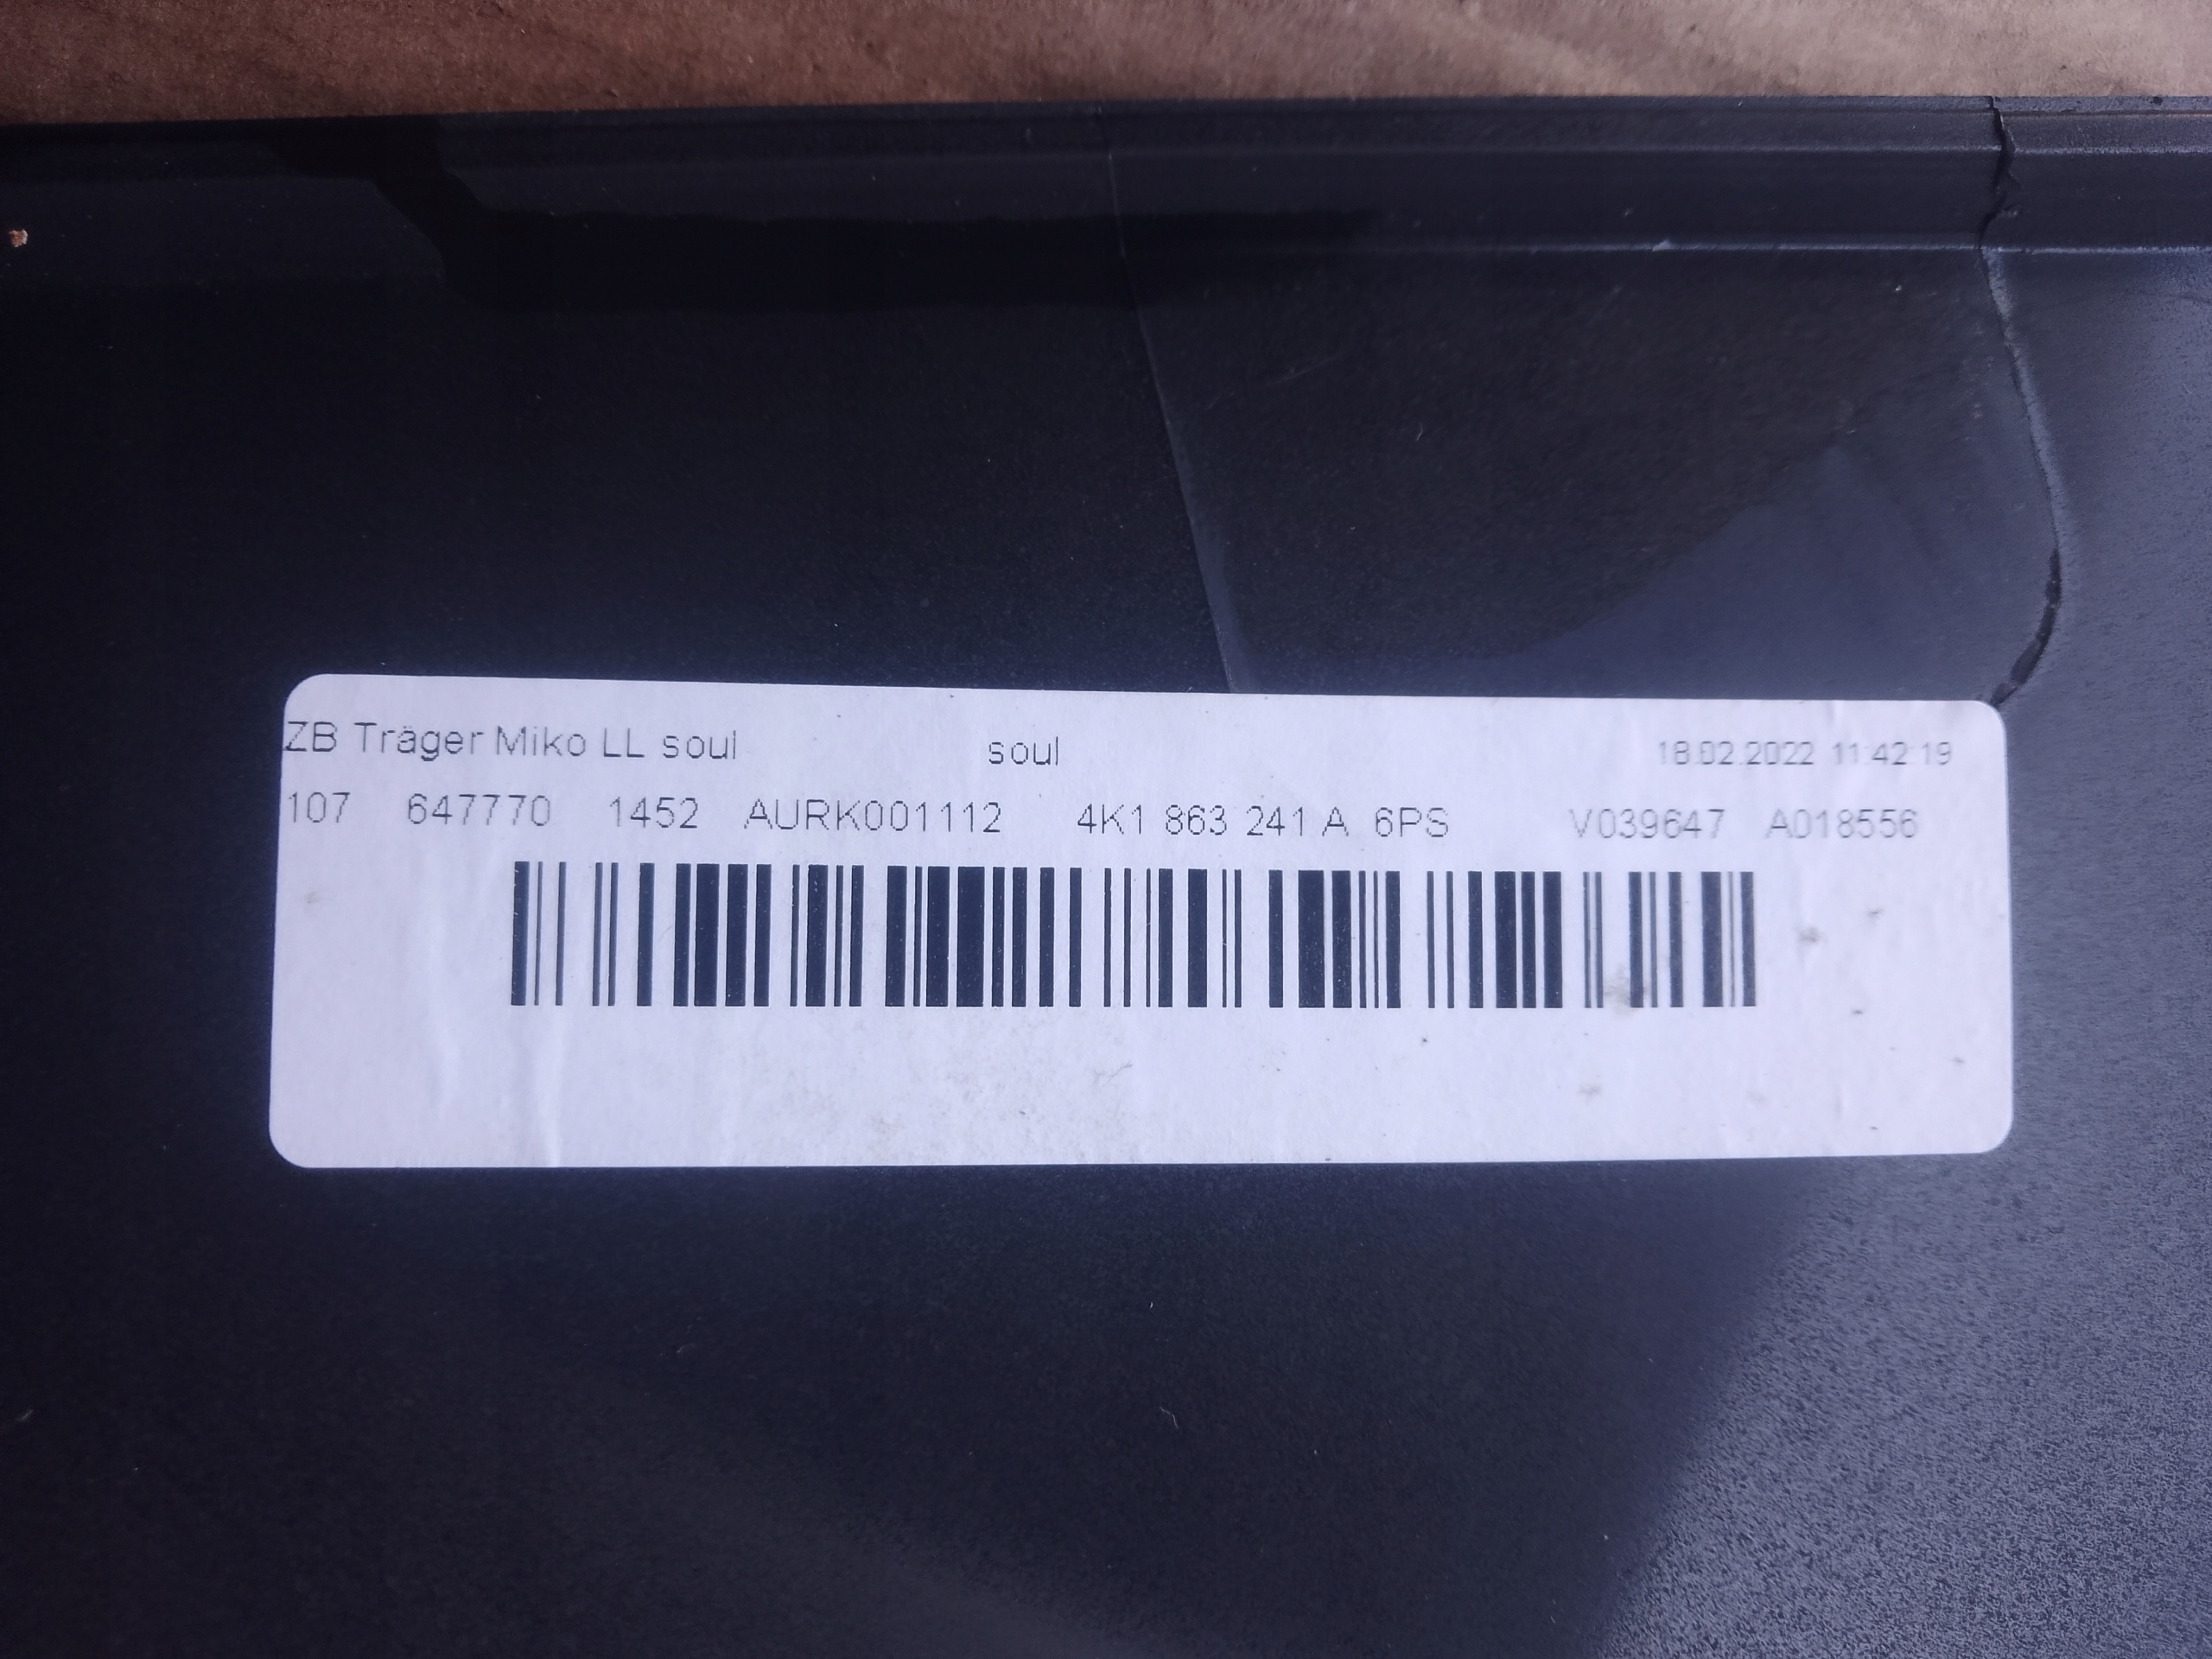 ZB Träger Miko LL soul soul 18.02.2022 11:42:19
107 647770 1452 AURK001112 4K1 863 241 A 6PS V039647 A018556